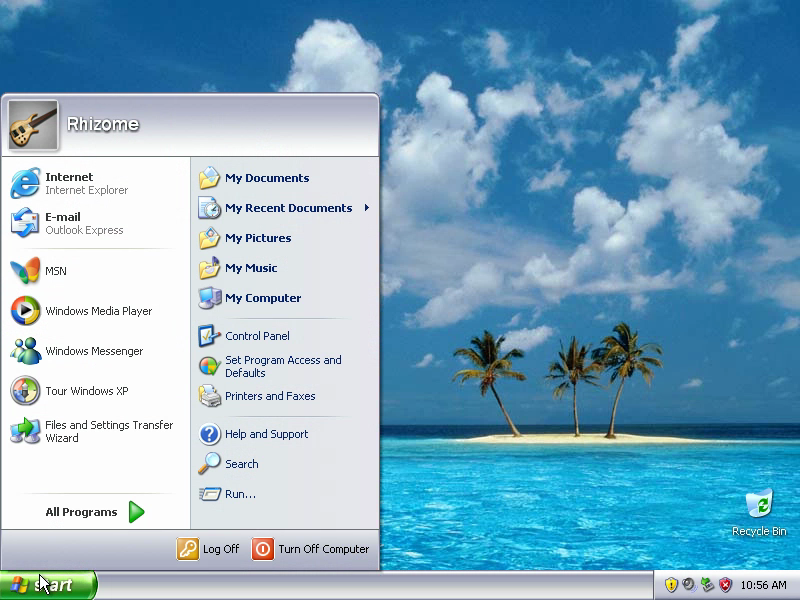 Rhizome
Internet
Internet Explorer
E-mail
Outlook Express
MSN
Windows Media Player
Windows Messenger
Tour Windows XP
Files and Settings Transfer
Wizard
All Programs
My Documents
My Recent Documents
My Pictures
My Music
My Computer
Control Panel
Set Program Access and
Defaults
Printers and Faxes
Help and Support
Search
Run...
Log Off
Turn Off Computer
Recycle Bin
start
10:56 AM